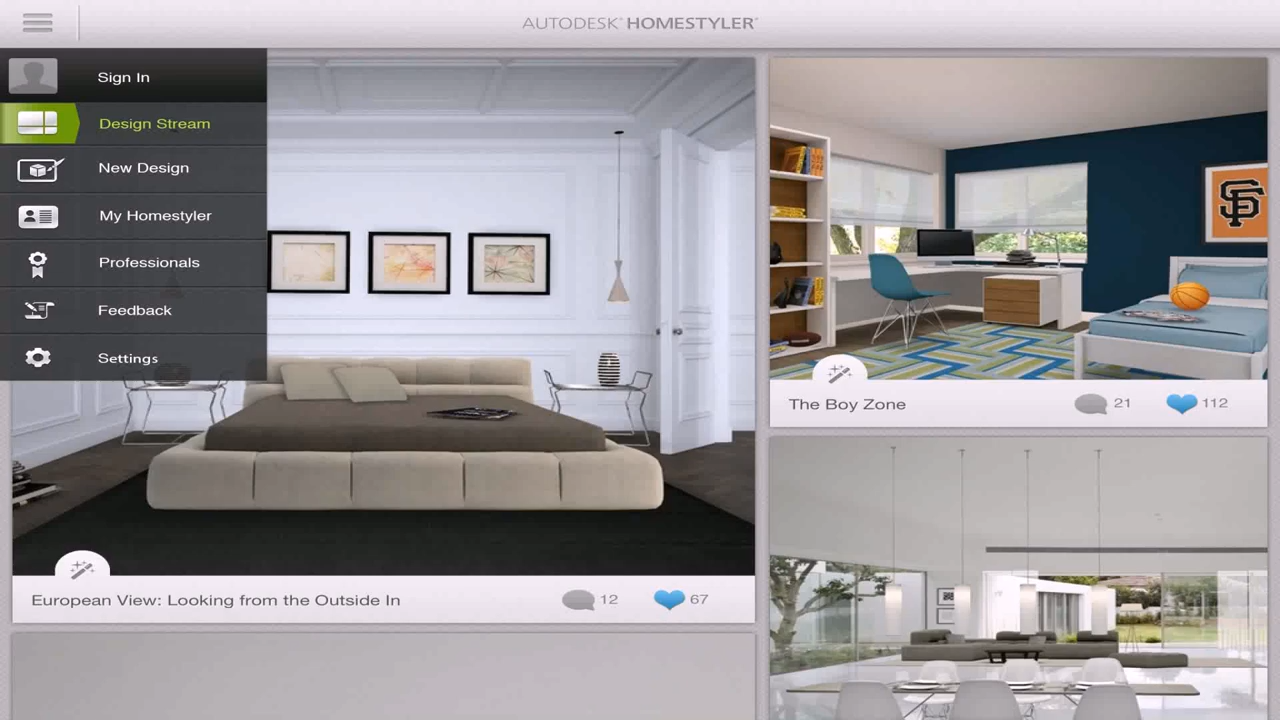 AUTODESK® HOMESTYLER®
Sign In
Design Stream
New Design
My Homestyler
Professionals
Feedback
Settings
SF
The Boy Zone 21 112
European View: Looking from the Outside In 12 67